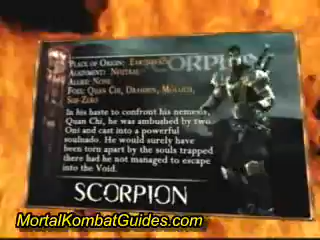 SCORPION
PLACE OF ORIGIN: EARTHREALM
ALIGNMENT: NEUTRAL
ALLIES: NONE
FOES: QUAN CHI, DRAHMIN, MOLOCH,
SUB-ZERO
In his haste to confront his nemesis,
Quan Chi, he was ambushed by two
Oni and cast into a powerful
soulnado. He would surely have
been torn apart by the souls trapped
there had he not managed to escape
into the Void.
SCORPION
MortalKombatGuides.com